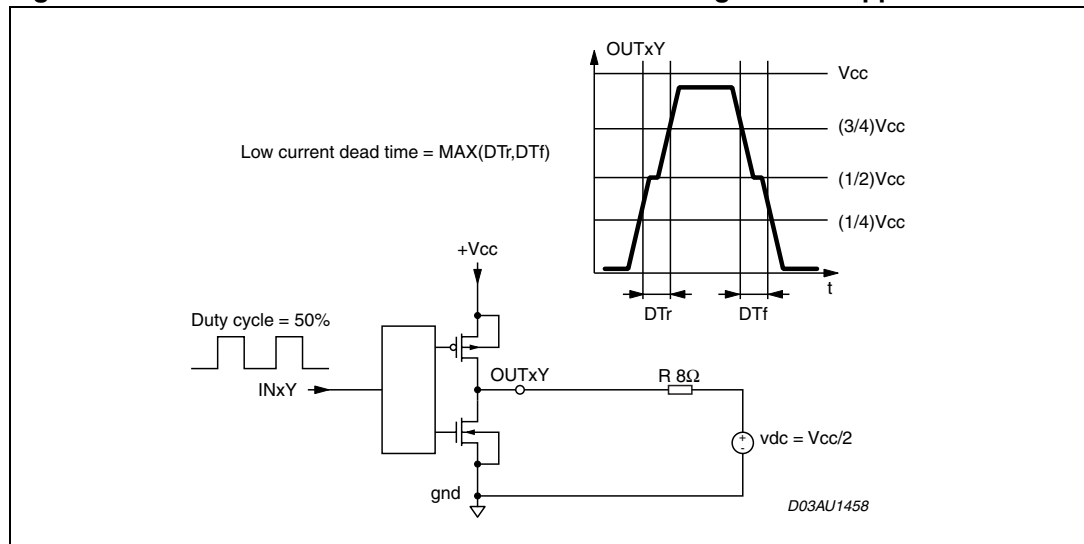 OUTxY
Vcc
(3/4)Vcc
Low current dead time = MAX(DTr,DTf)
(1/2)Vcc
(1/4)Vcc
+Vcc
t
DTr
DTf
Duty cycle = 50%
OUTxY
R 8Ω
INxY
+
-
vdc = Vcc/2
gnd
D03AU1458